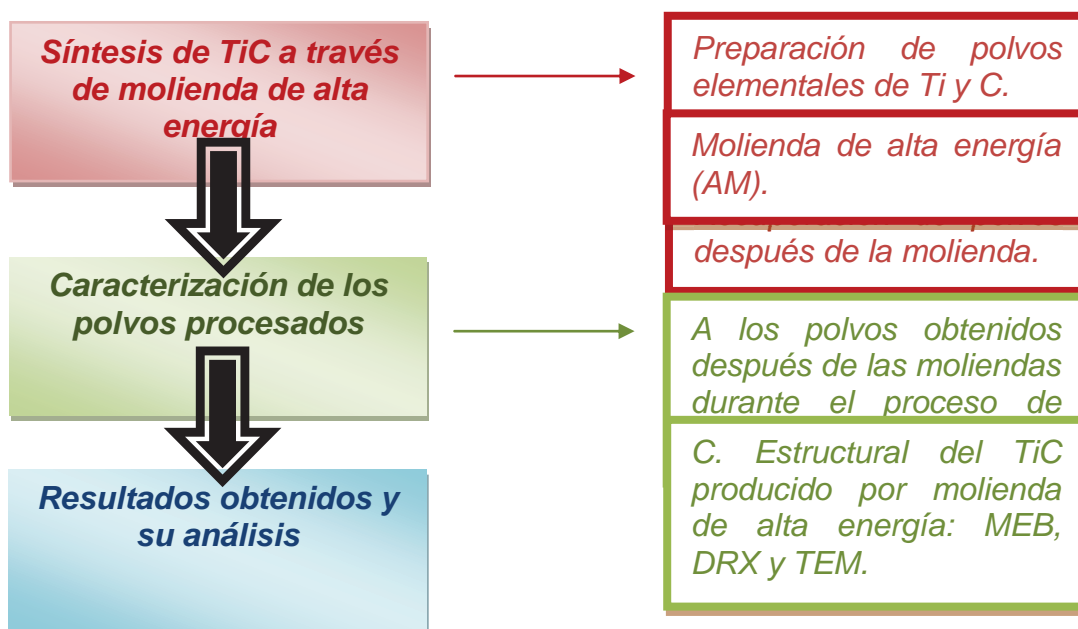 Síntesis de TiC a través
de molienda de alta
energía
Preparación de polvos
elementales de Ti y C.
Molienda de alta energía
(AM).
después de la molienda.
Caracterización de los
polvos procesados
A los polvos obtenidos
después de las moliendas
durante el proceso de
C. Estructural del TiC
producido por molienda
de alta energía: MEB,
DRX y TEM.
Resultados obtenidos y
su análisis